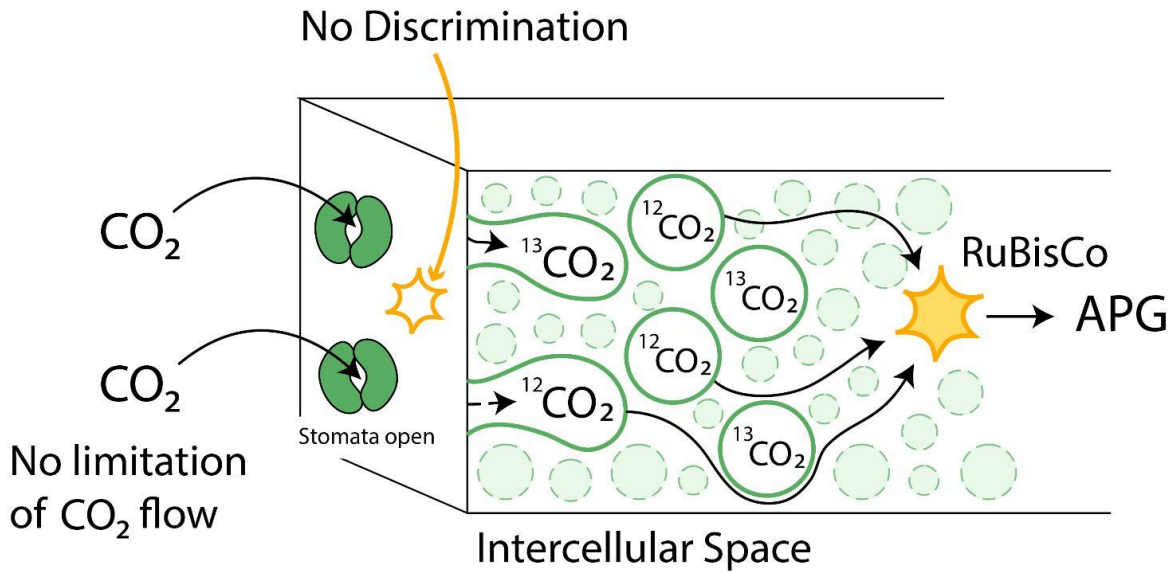 No Discrimination
CO₂
CO₂
No limitation
of CO₂ flow
Stomata open
¹³CO₂
¹²CO₂
¹²CO₂
¹³CO₂
¹²CO₂
¹³CO₂
RuBisCo
APG
Intercellular Space